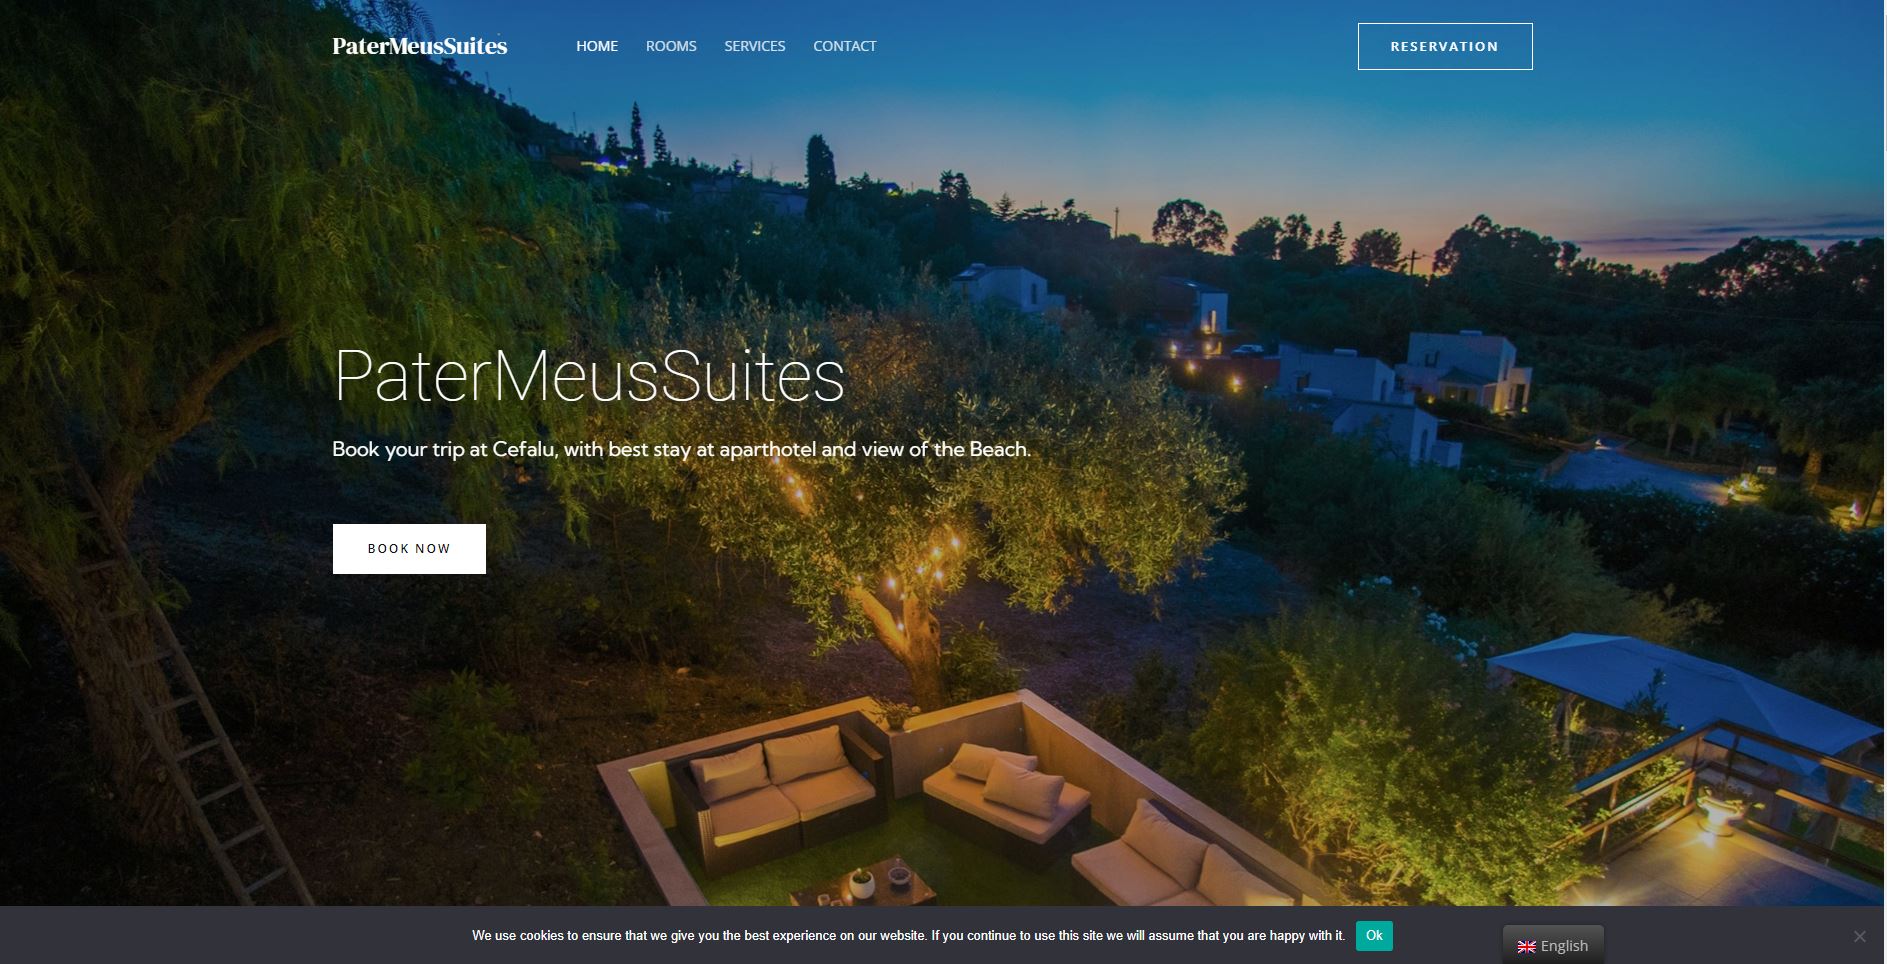 PaterMeusSuites
HOME ROOMS SERVICES CONTACT
RESERVATION
PaterMeusSuites
Book your trip at Cefalu, with best stay at aparthotel and view of the Beach.
BOOK NOW
We use cookies to ensure that we give you the best experience on our website. If you continue to use this site we will assume that you are happy with it.
Ok
English